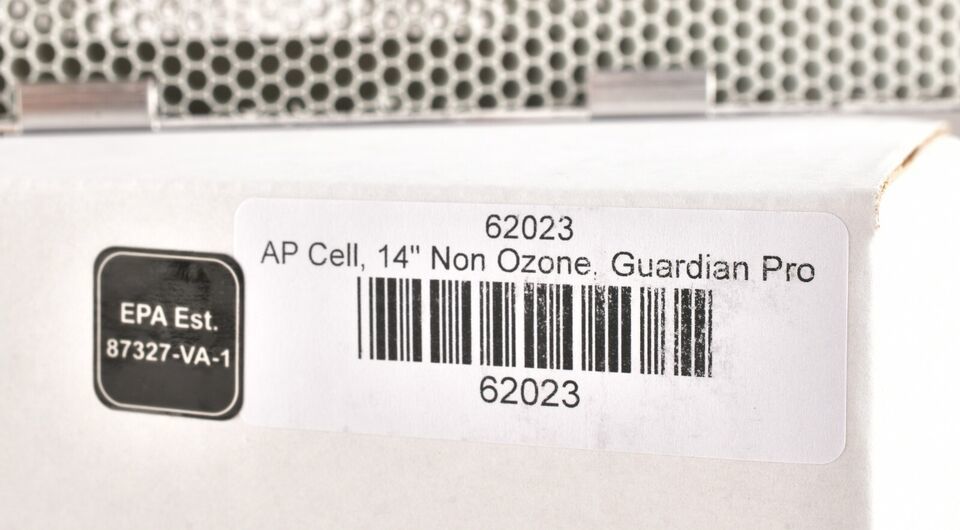 62023
AP Cell, 14" Non Ozone, Guardian Pro
62023
EPA Est.
87327-VA-1